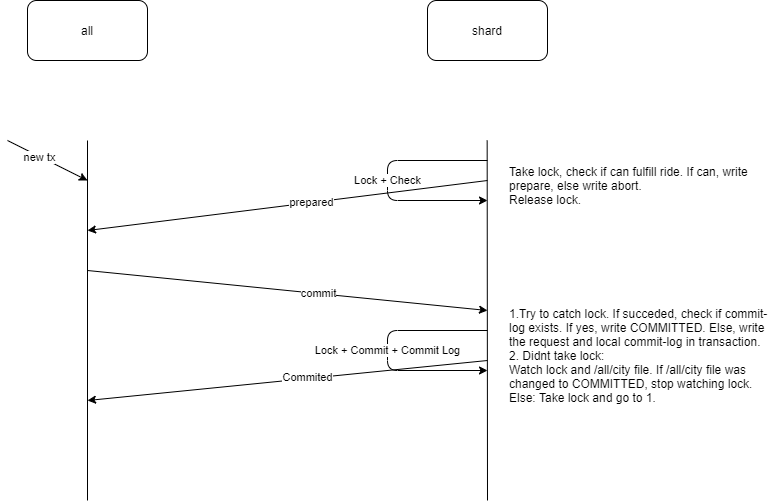 all
shard
new tx
Lock + Check
Take lock, check if can fulfill ride. If can, write
prepare, else write abort.
Release lock.
prepared
commit
1.Try to catch lock. If succeded, check if commit-
log exists. If yes, write COMMITTED. Else, write
the request and local commit-log in transaction.
2. Didnt take lock:
Watch lock and /all/city file. If /all/city file was
changed to COMMITTED, stop watching lock.
Else: Take lock and go to 1.
Lock + Commit + Commit Log
Commited